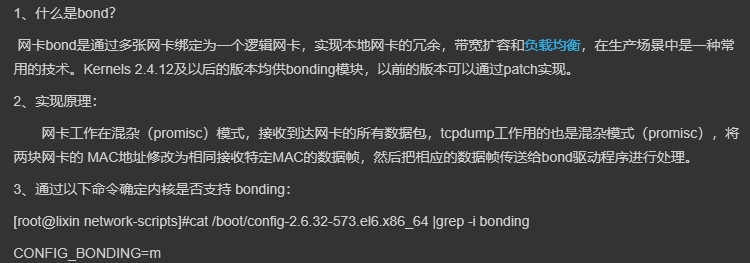 1、什么是bond?
网卡bond是通过多张网卡绑定为一个逻辑网卡，实现本地网卡的冗余，带宽扩容和负载均衡，在生产场景中是一种常
用的技术。Kernels 2.4.12及以后的版本均供bonding模块，以前的版本可以通过patch实现。
2、实现原理：
网卡工作在混杂（promisc）模式，接收到达网卡的所有数据包，tcpdump工作用的也是混杂模式（promisc），将
两块网卡的 MAC地址修改为相同接收特定MAC的数据帧，然后把相应的数据帧传送给bond驱动程序进行处理。
3、通过以下命令确定内核是否支持 bonding：
[root@lixin network-scripts]#cat /boot/config-2.6.32-573.el6.x86_64 |grep -i bonding
CONFIG_BONDING=m